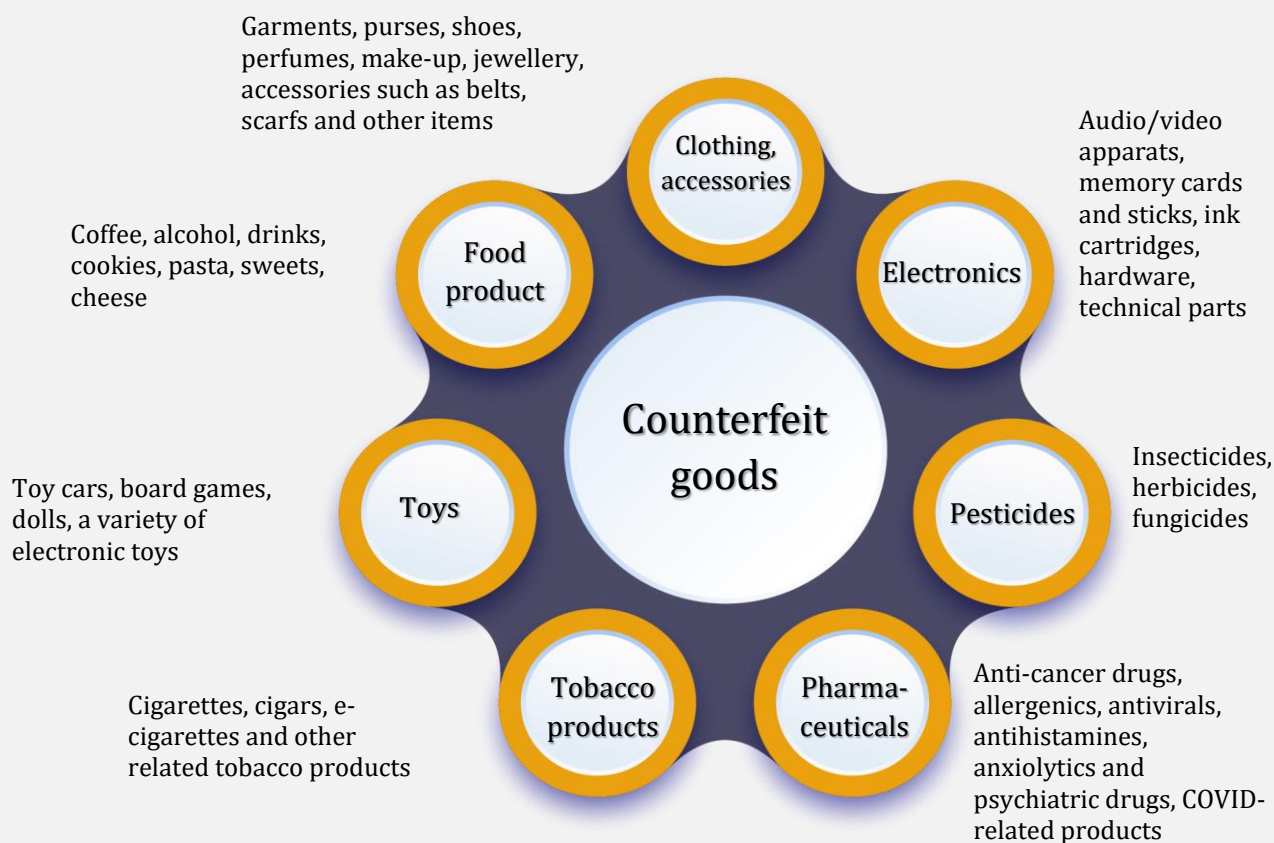 Garments, purses, shoes,
perfumes, make-up, jewellery,
accessories such as belts,
scarfs and other items
Clothing,
accessories
Audio/video
apparats,
memory cards
and sticks, ink
cartridges,
hardware,
technical parts
Electronics
Coffee, alcohol, drinks,
cookies, pasta, sweets,
cheese
Food
product
Counterfeit
goods
Toy cars, board games,
dolls, a variety of
electronic toys
Toys
Insecticides,
herbicides,
fungicides
Pesticides
Cigarettes, cigars, e-
cigarettes and other
related tobacco products
Tobacco
products
Pharma-
ceuticals
Anti-cancer drugs,
allergenics, antivirals,
antihistamines,
anxiolytics and
psychiatric drugs, COVID-
related products